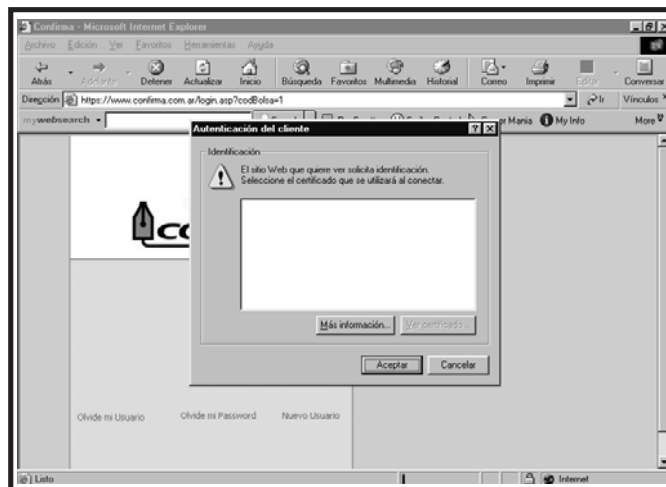 Confirma - Microsoft Internet Explorer
Archivo Edición Ver Favoritos Herramientas Ayuda
Atrás Adelante Detener Actualizar Inicio Búsqueda Favoritos Multimedia Historial Correo Imprimir Editar Conversar
Dirección https://www.confirma.com.ar/login.asp?codBolsa=1 Ir Vínculos
mywebsearch Mania My Info More
Autenticación del cliente
Identificación
El sitio Web que quiere ver solicita identificación.
Seleccione el certificado que se utilizará al conectar.
co
Más información... Ver certificado...
Aceptar Cancelar
Olvide mi Usuario Olvide mi Password Nuevo Usuario
Listo Internet